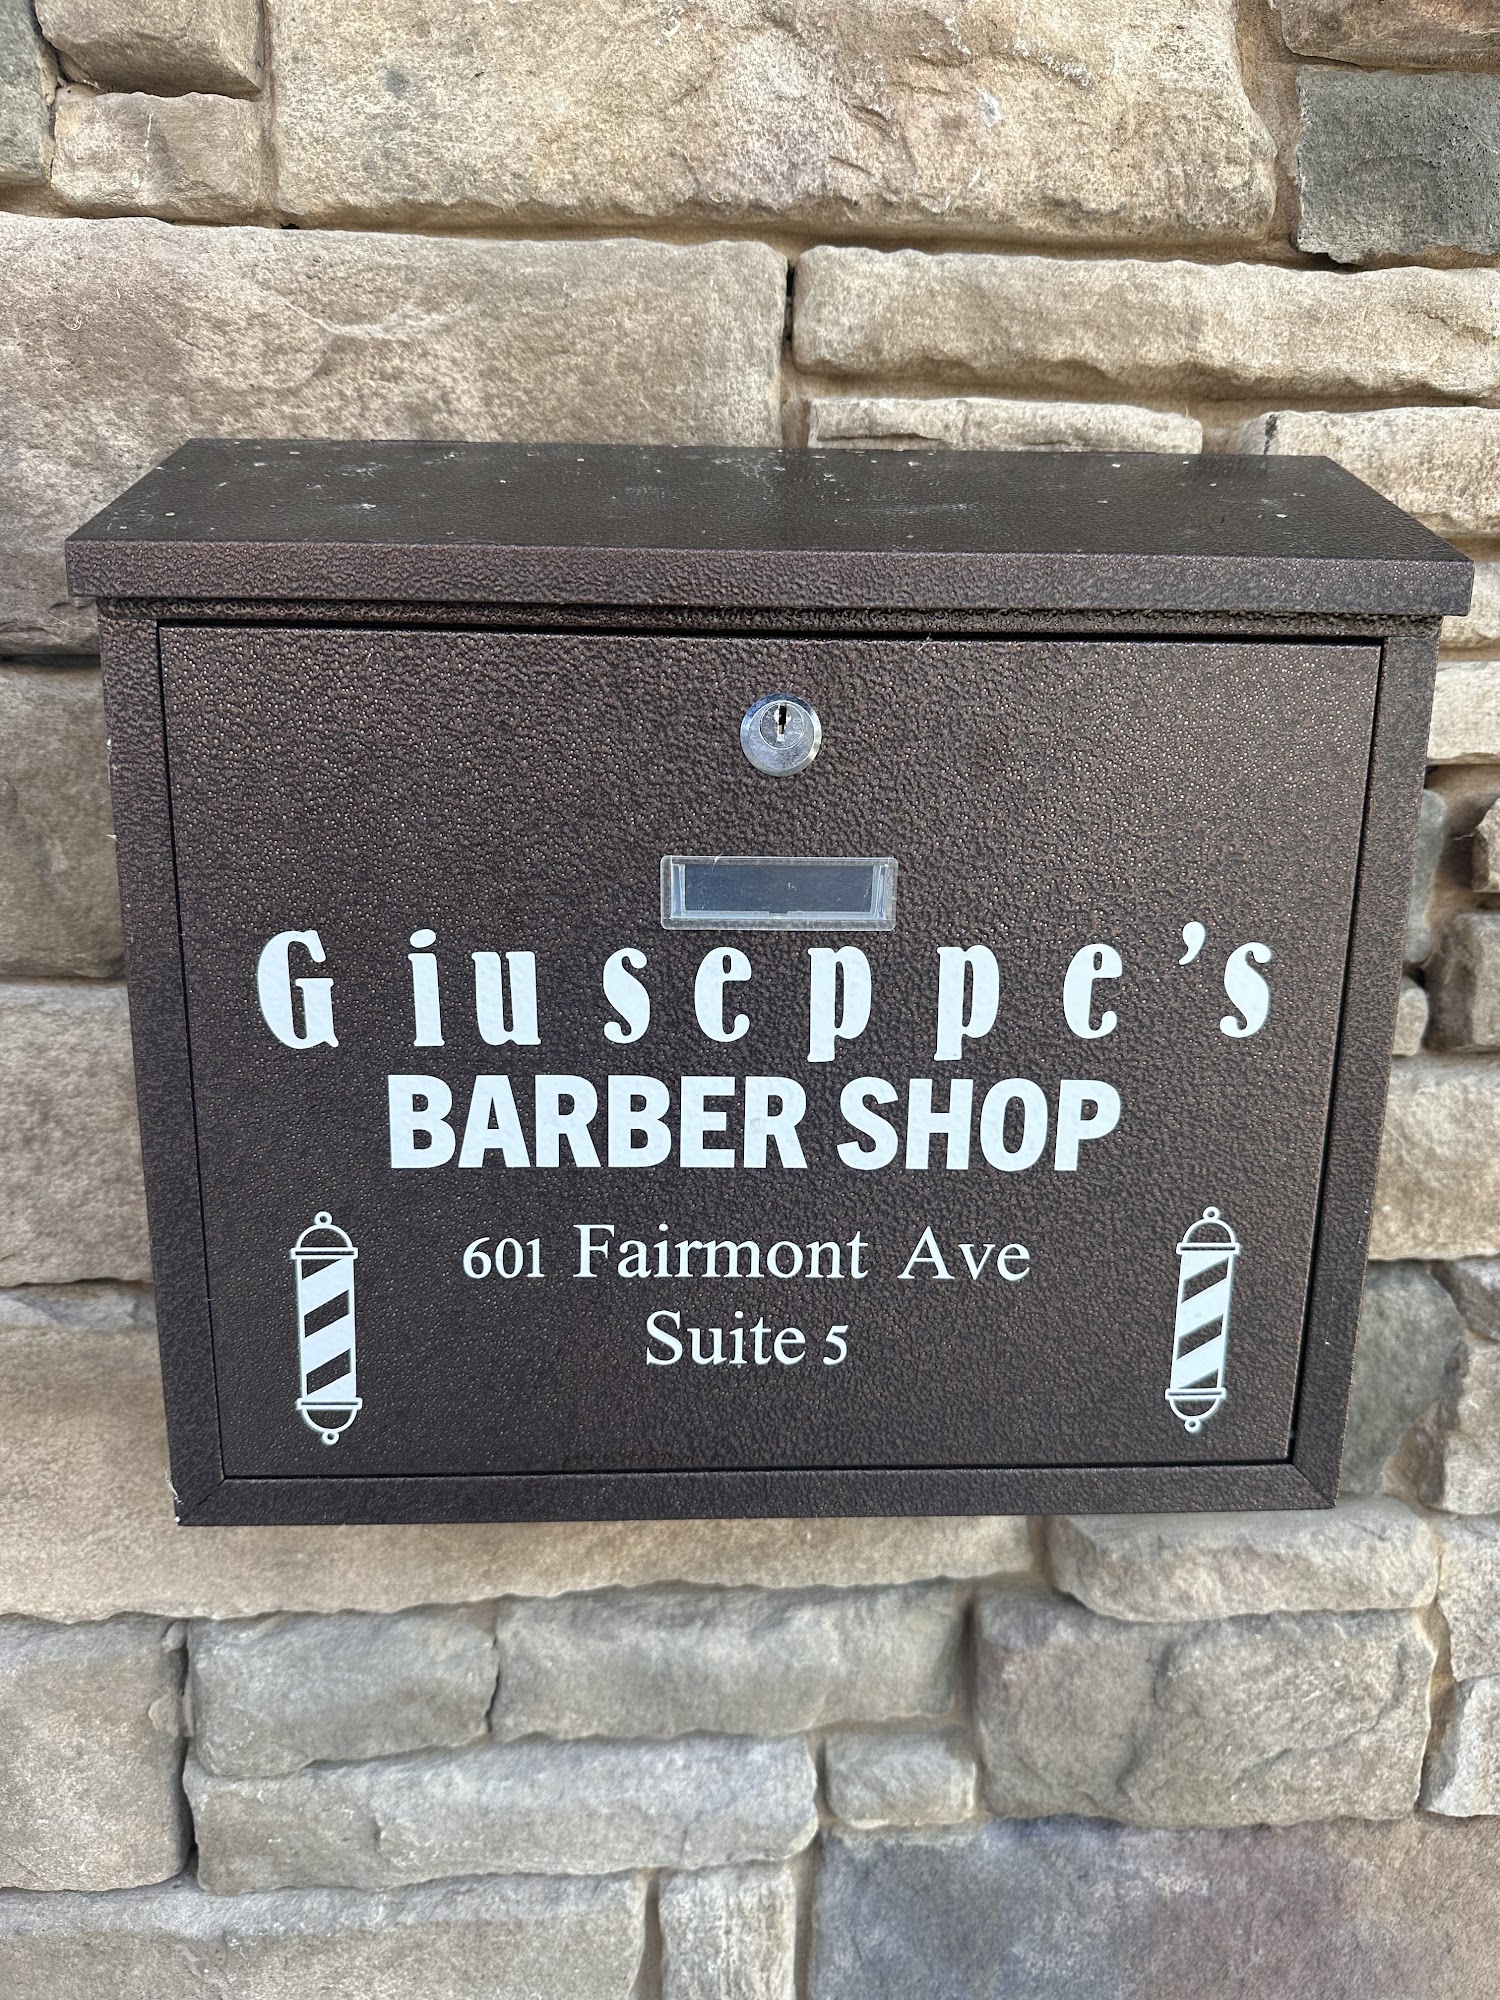 Giuseppe's
BARBER SHOP
601 Fairmont Ave
Suite 5